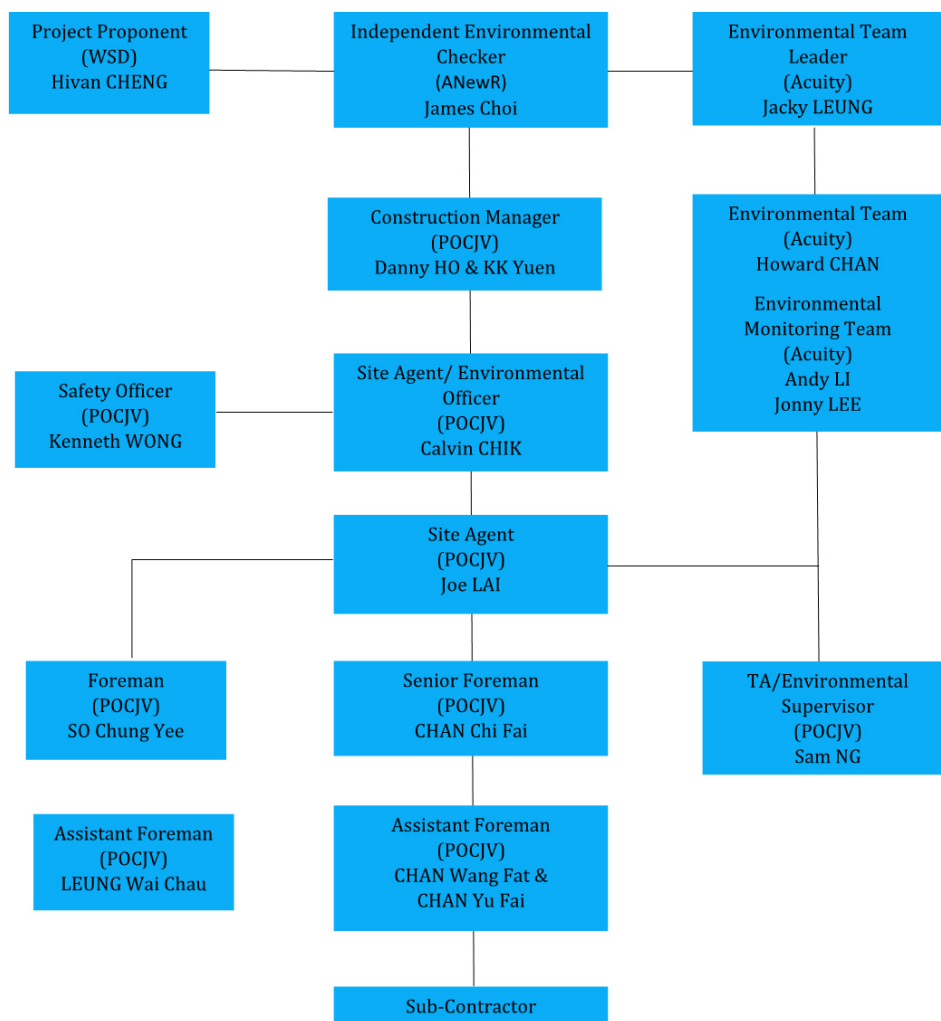 Project Proponent
(WSD)
Hivan CHENG
Independent Environmental
Checker
(ANewR)
James Choi
Environmental Team
Leader
(Acuity)
Jacky LEUNG
Construction Manager
(POCJV)
Danny HO & KK Yuen
Environmental Team
(Acuity)
Howard CHAN
Environmental
Monitoring Team
(Acuity)
Andy LI
Jonny LEE
Safety Officer
(POCJV)
Kenneth WONG
Site Agent/ Environmental
Officer
(POCJV)
Calvin CHIK
Site Agent
(POCJV)
Joe LAI
Foreman
(POCJV)
SO Chung Yee
Senior Foreman
(POCJV)
CHAN Chi Fai
TA/Environmental
Supervisor
(POCJV)
Sam NG
Assistant Foreman
(POCJV)
LEUNG Wai Chau
Assistant Foreman
(POCJV)
CHAN Wang Fat &
CHAN Yu Fai
Sub-Contractor